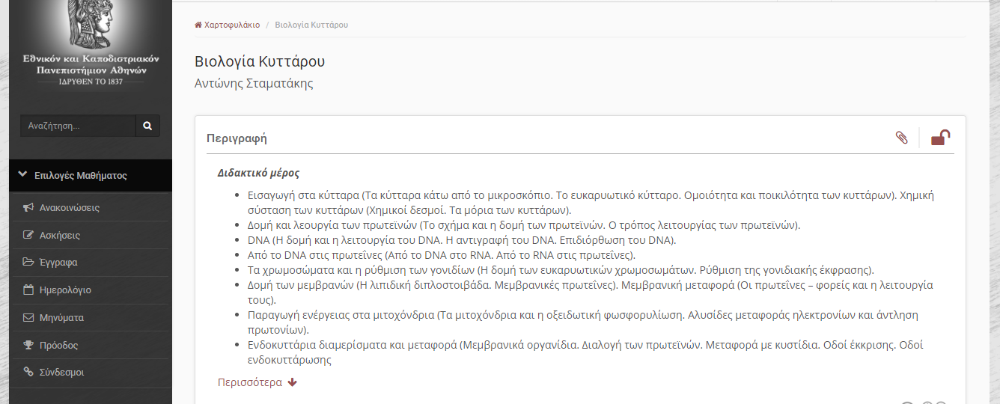 Εθνικόν και Καποδιστριακόν
Πανεπιστήμιον Αθηνών
ΙΔΡΥΘΕΝ ΤΟ 1837
Αναζήτηση...
Επιλογές Μαθήματος
Ανακοινώσεις
Ασκήσεις
Έγγραφα
Ημερολόγιο
Μηνύματα
Πρόοδος
Σύνδεσμοι
Χαρτοφυλάκιο / Βιολογία Κυττάρου
Βιολογία Κυττάρου
Αντώνης Σταματάκης
Περιγραφή
Διδακτικό μέρος
• Εισαγωγή στα κύτταρα (Τα κύτταρα κάτω από το μικροσκόπιο. Το ευκαρυωτικό κύτταρο. Ομοιότητα και ποικιλότητα των κυττάρων). Χημική
σύσταση των κυττάρων (Χημικοί δεσμοί. Τα μόρια των κυττάρων).
• Δομή και λεουργία των πρωτεϊνών (Το σχήμα και η δομή των πρωτεϊνών. Ο τρόπος λειτουργίας των πρωτεϊνών).
• DNA (Η δομή και η λειτουργία του DNA. Η αντιγραφή του DNA. Επιδιόρθωση του DNA).
• Από το DNA στις πρωτεΐνες (Από το DNA στο RNA. Από το RNA στις πρωτεΐνες).
• Τα χρωμοσώματα και η ρύθμιση των γονιδίων (Η δομή των ευκαρυωτικών χρωμοσωμάτων. Ρύθμιση της γονιδιακής έκφρασης).
• Δομή των μεμβρανών (Η λιπιδική διπλοστοιβάδα. Μεμβρανικές πρωτεΐνες). Μεμβρανική μεταφορά (Οι πρωτεΐνες – φορείς και η λειτουργία
τους).
• Παραγωγή ενέργειας στα μιτοχόνδρια (Τα μιτοχόνδρια και η οξειδωτική φωσφορυλίωση. Αλυσίδες μεταφοράς ηλεκτρονίων και άντληση
πρωτονίων).
• Ενδοκυττάρια διαμερίσματα και μεταφορά (Μεμβρανικά οργανίδια. Διαλογή των πρωτεϊνών. Μεταφορά με κυστίδια. Οδοί έκκρισης. Οδοί
ενδοκυττάρωσης
Περισσότερα